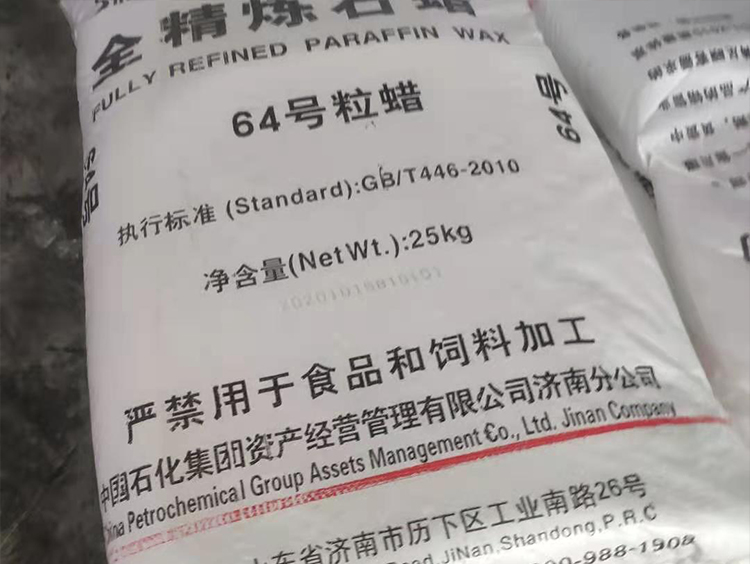 全精炼石蜡
FULLY REFINED PARAFFIN WAX
64号粒蜡
64号
执行标准 (Standard):GB/T446-2010
净含量(Net Wt.):25kg
严禁用于食品和饲料加工
中国石化集团资产经营管理有限公司济南分公司
China Petrochemical Group Assets Management Co., Ltd. Jinan Company
山东省济南市历下区工业南路26号
JiNan,Shandong,P.R.C
-988-1908